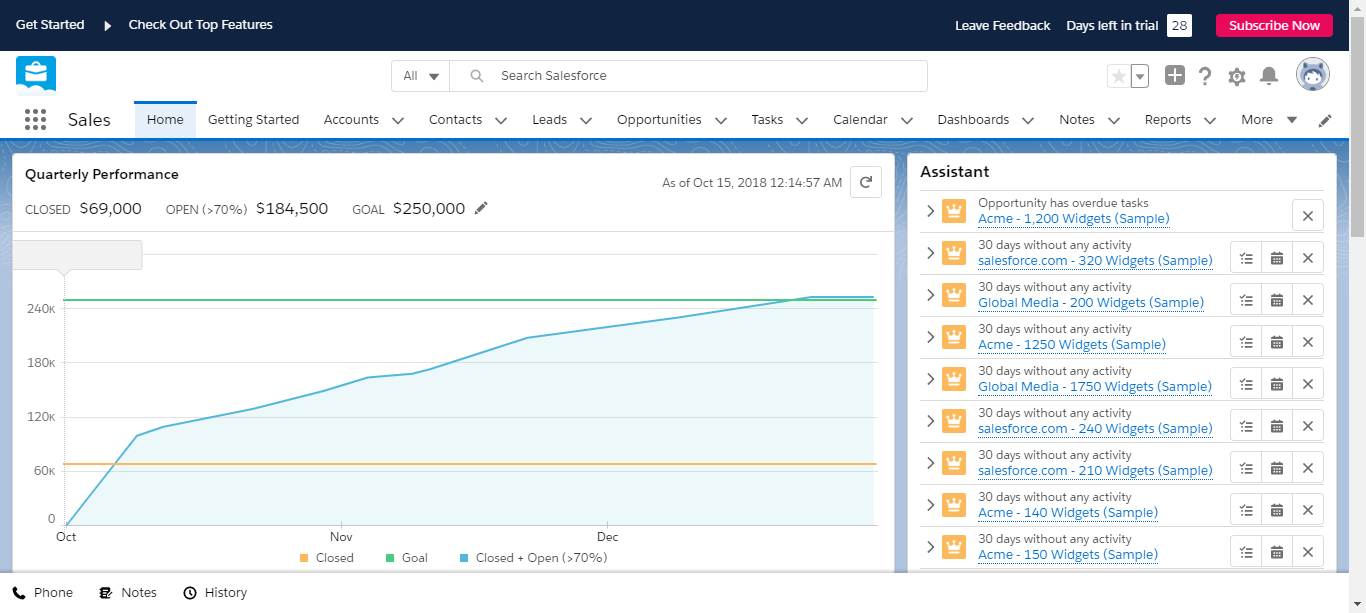 Get Started Check Out Top Features Leave Feedback Days left in trial 28 Subscribe Now
All Search Salesforce
Sales Home Getting Started Accounts Contacts Leads Opportunities Tasks Calendar Dashboards Notes Reports More
Quarterly Performance
As of Oct 15, 2018 12:14:57 AM
CLOSED $69,000 OPEN (>70%) $184,500 GOAL $250,000
240K
180K
120K
60K
0
Oct Nov Dec
Closed Goal Closed + Open (>70%)
Assistant
Opportunity has overdue tasks
Acme - 1,200 Widgets (Sample)
30 days without any activity
salesforce.com - 320 Widgets (Sample)
30 days without any activity
Global Media - 200 Widgets (Sample)
30 days without any activity
Acme - 1250 Widgets (Sample)
30 days without any activity
Global Media - 1750 Widgets (Sample)
30 days without any activity
salesforce.com - 240 Widgets (Sample)
30 days without any activity
salesforce.com - 210 Widgets (Sample)
30 days without any activity
Acme - 140 Widgets (Sample)
30 days without any activity
Acme - 150 Widgets (Sample)
Phone Notes History